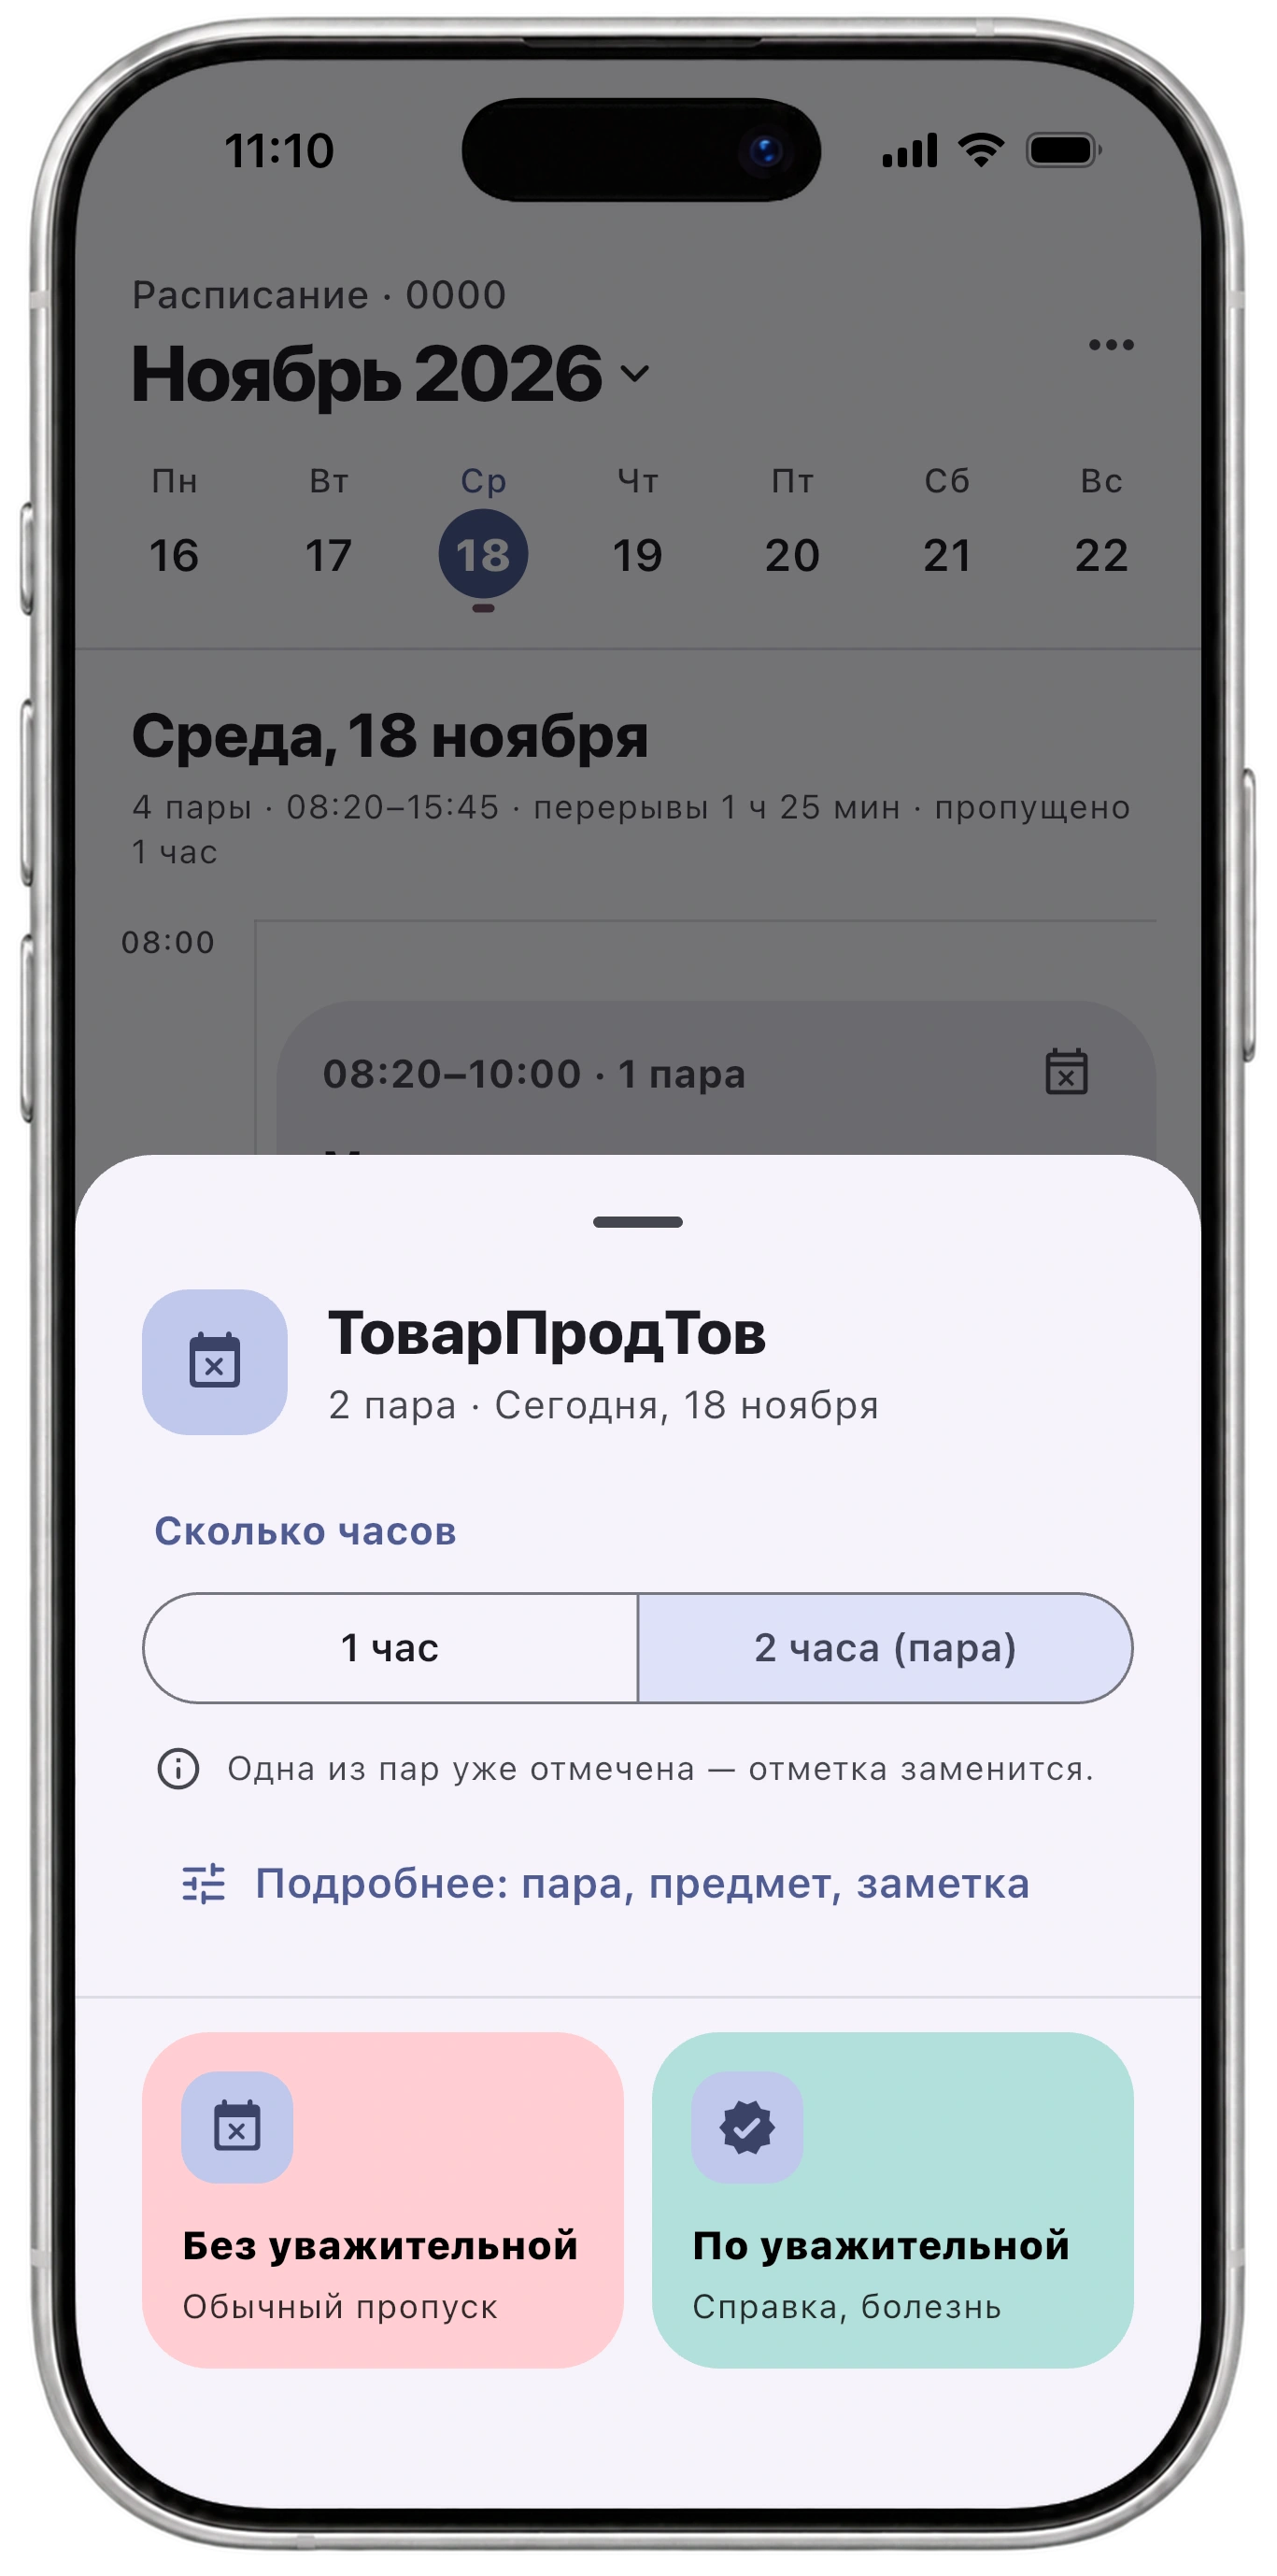 11:10
Расписание · 0000
Ноябрь 2026
Пн Вт Ср Чт Пт Сб Вс
16 17 18 19 20 21 22
Среда, 18 ноября
4 пары · 08:20–15:45 · перерывы 1 ч 25 мин · пропущено
1 час
08:00
08:20–10:00 · 1 пара
ТоварПродТов
2 пара · Сегодня, 18 ноября
Сколько часов
1 час
2 часа (пара)
Одна из пар уже отмечена — отметка заменится.
Подробнее: пара, предмет, заметка
Без уважительной
Обычный пропуск
По уважительной
Справка, болезнь